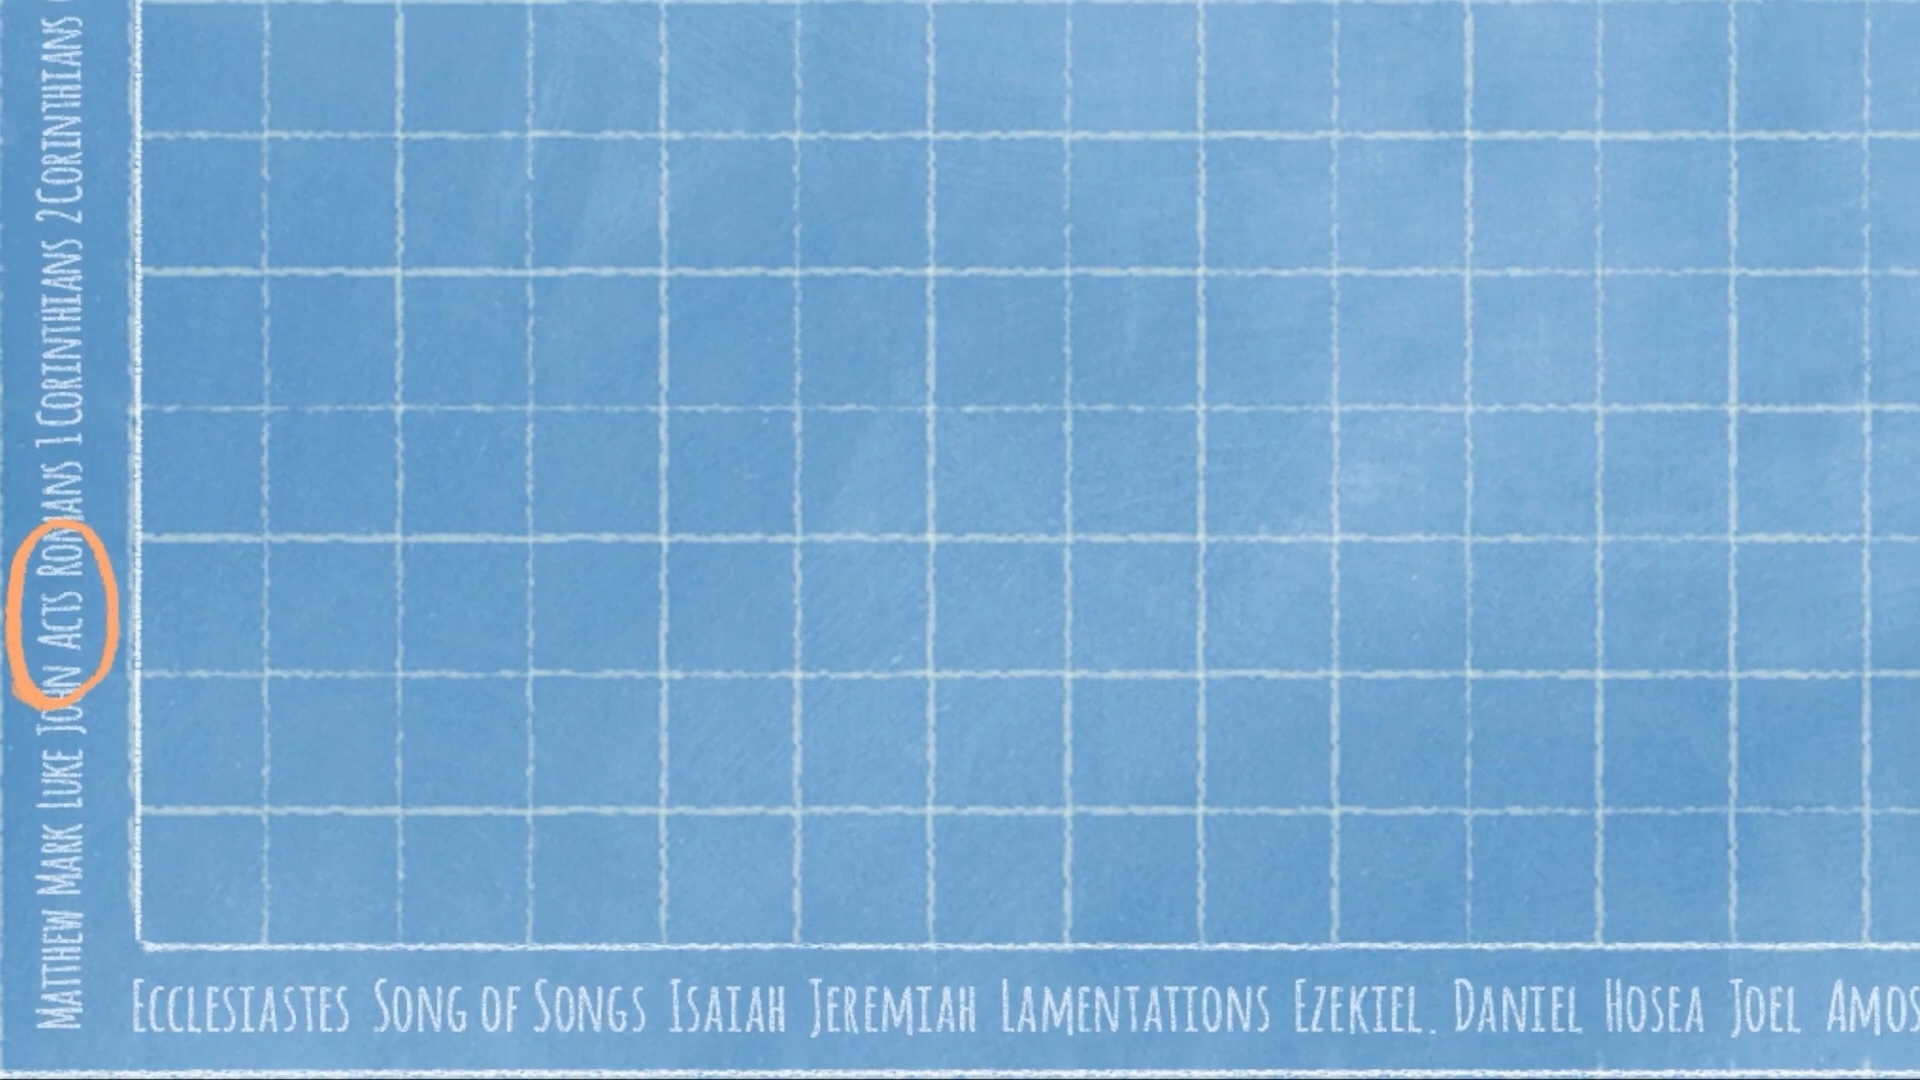 Matthew Mark Luke John Acts Romans 1Corinthians 2Corinthians
Ecclesiastes Song of Songs Isaiah Jeremiah Lamentations Ezekiel. Daniel Hosea Joel Amos